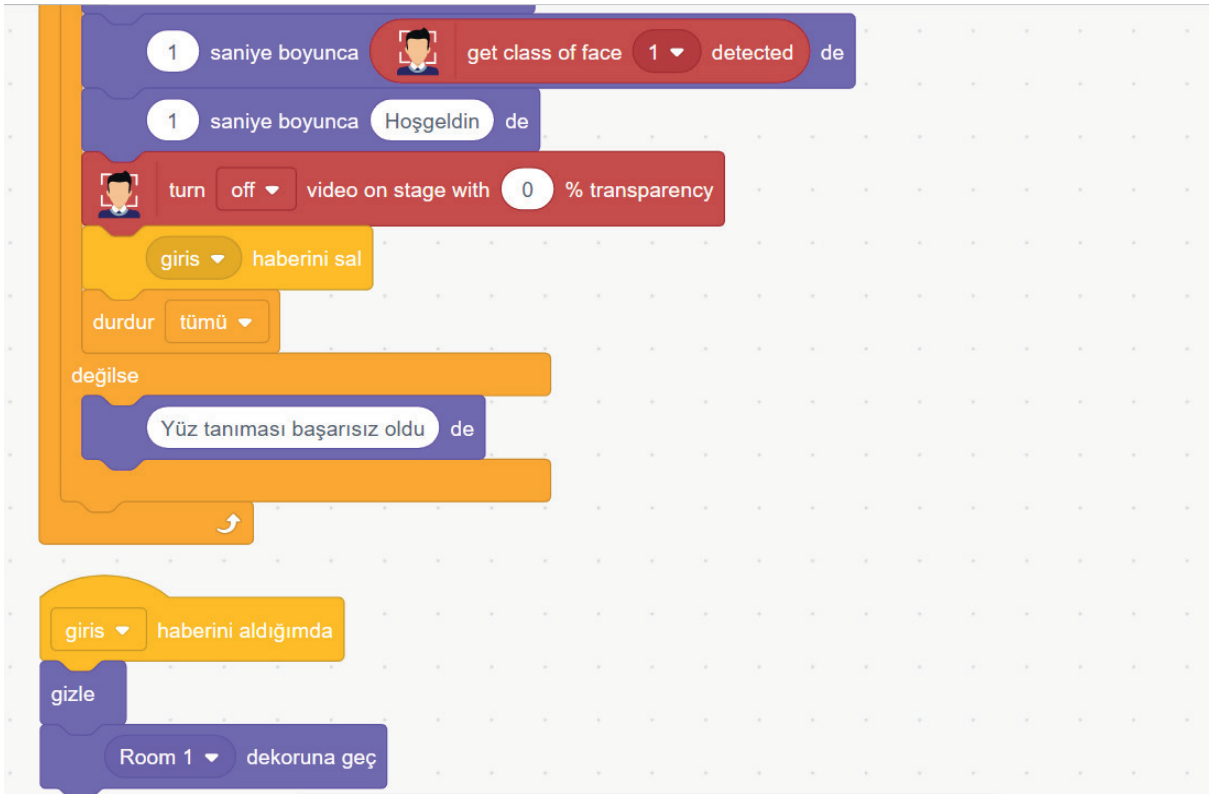 1 saniye boyunca get class of face 1 detected de
1 saniye boyunca Hoşgeldin de
turn off video on stage with 0 % transparency
giris haberini sal
durdur tümü
değilse
Yüz tanıması başarısız oldu de
giris haberini aldığımda
gizle
Room 1 dekoruna geç